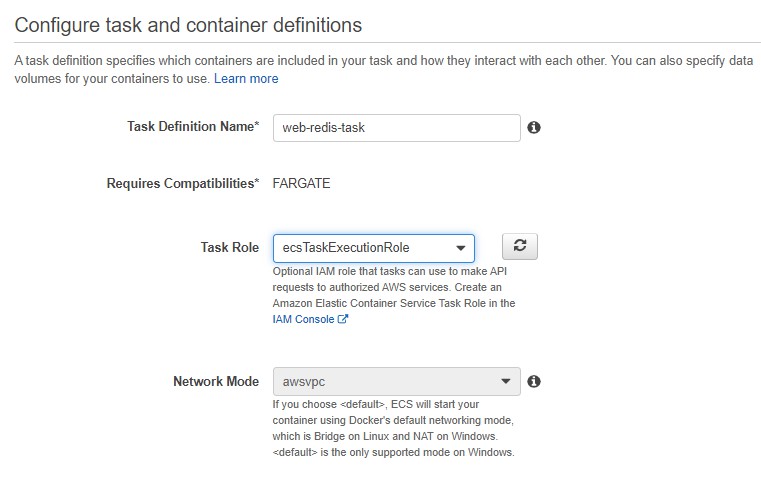 Configure task and container definitions
A task definition specifies which containers are included in your task and how they interact with each other. You can also specify data
volumes for your containers to use. Learn more
Task Definition Name* web-redis-task
Requires Compatibilities* FARGATE
Task Role ecsTaskExecutionRole
Optional IAM role that tasks can use to make API
requests to authorized AWS services. Create an
Amazon Elastic Container Service Task Role in the
IAM Console
Network Mode awsvpc
If you choose <default>, ECS will start your
container using Docker's default networking mode,
which is Bridge on Linux and NAT on Windows.
<default> is the only supported mode on Windows.